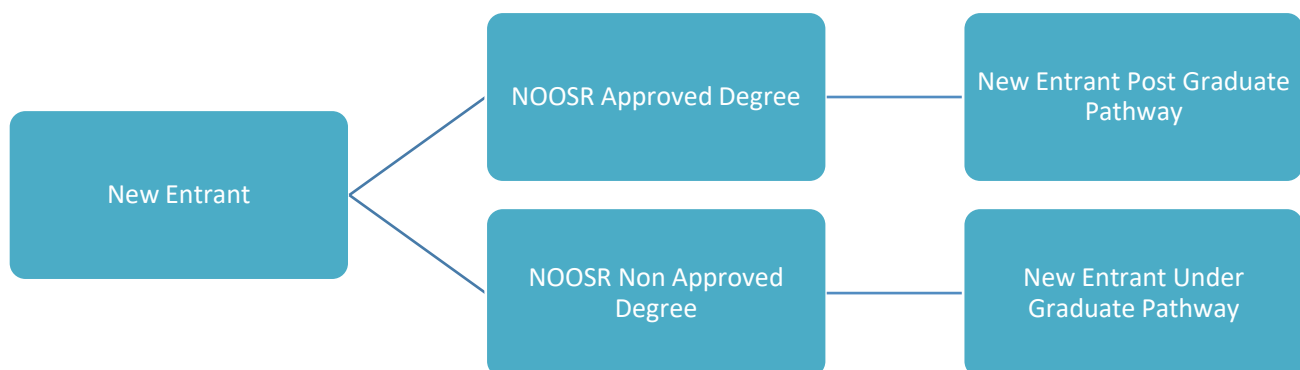 NOOSR Approved Degree
New Entrant Post Graduate
Pathway
New Entrant
NOOSR Non Approved
Degree
New Entrant Under
Graduate Pathway